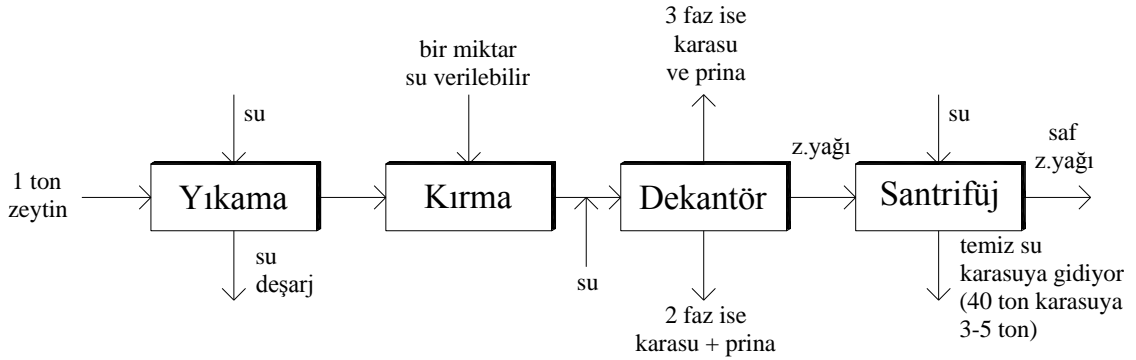 3 faz ise
karasu
ve prina
bir miktar
su verilebilir
su
su
z.yağı
saf
z.yağı
1 ton
zeytin
Yıkama
Kırma
Dekantör
Santrifüj
su
deşarj
su
2 faz ise
karasu + prina
temiz su
karasuya gidiyor
(40 ton karasuya
3-5 ton)